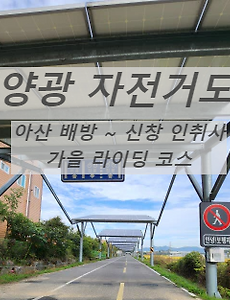 양광 자전거도
아산 배방 ~ 신창 인취사
가을 라이딩 코스